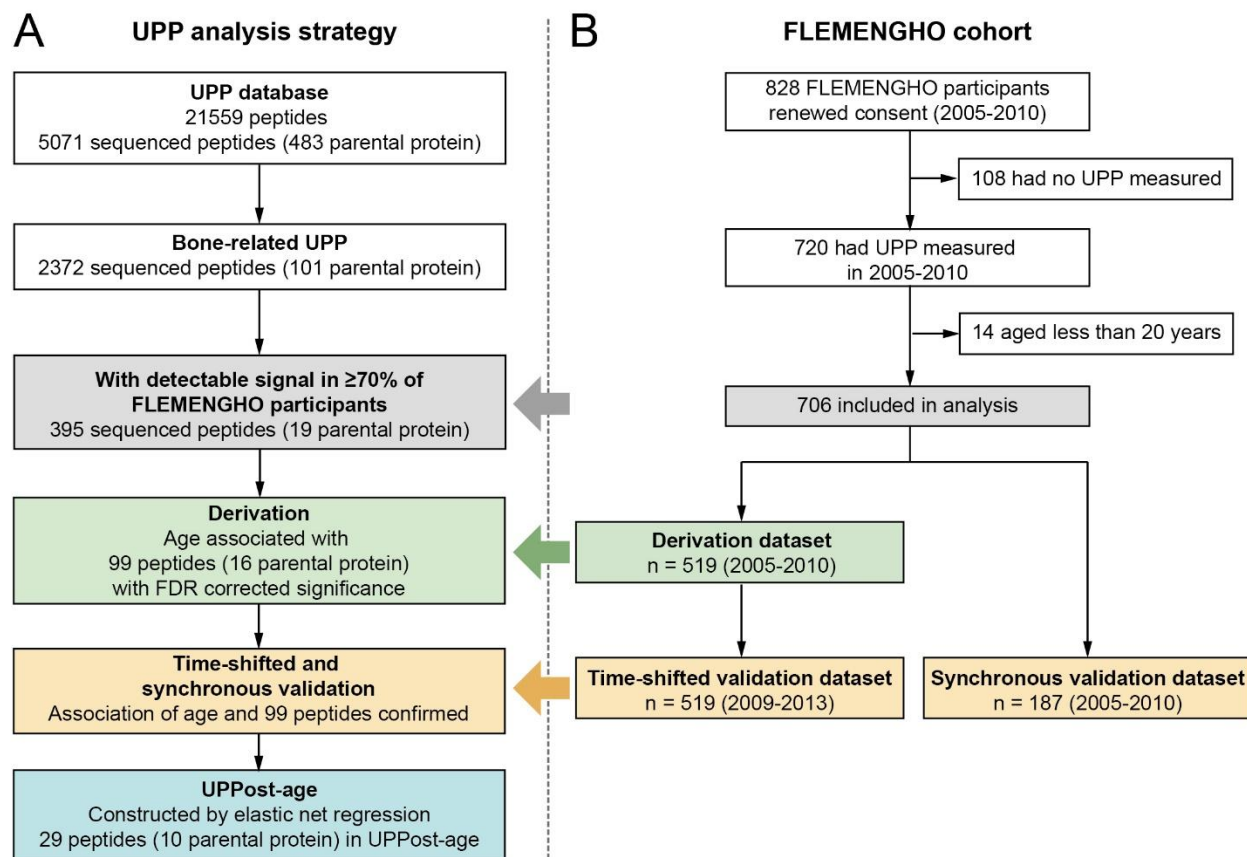 A
UPP analysis strategy
UPP database
21559 peptides
5071 sequenced peptides (483 parental protein)
Bone-related UPP
2372 sequenced peptides (101 parental protein)
With detectable signal in ≥70% of
FLEMENGHO participants
395 sequenced peptides (19 parental protein)
Derivation
Age associated with
99 peptides (16 parental protein)
with FDR corrected significance
Time-shifted and
synchronous validation
Association of age and 99 peptides confirmed
UPPost-age
Constructed by elastic net regression
29 peptides (10 parental protein) in UPPost-age
B
FLEMENGHO cohort
828 FLEMENGHO participants
renewed consent (2005-2010)
108 had no UPP measured
720 had UPP measured
in 2005-2010
14 aged less than 20 years
706 included in analysis
Derivation dataset
n = 519 (2005-2010)
Time-shifted validation dataset
n = 519 (2009-2013)
Synchronous validation dataset
n = 187 (2005-2010)